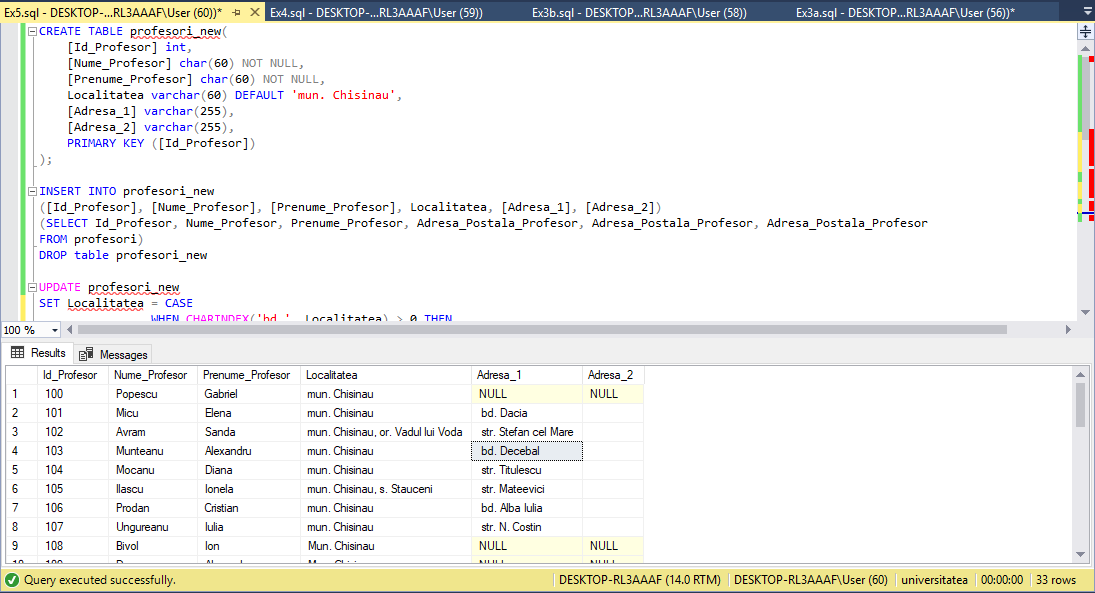 Ex5.sql - DESKTOP-...RL3AAAF\User (60))* Ex4.sql - DESKTOP-...RL3AAAF\User (59)) Ex3b.sql - DESKTOP...RL3AAAF\User (58)) Ex3a.sql - DESKTOP...RL3AAAF\User (56))*
CREATE TABLE profesori_new(
[Id_Profesor] int,
[Nume_Profesor] char(60) NOT NULL,
[Prenume_Profesor] char(60) NOT NULL,
Localitatea varchar(60) DEFAULT 'mun. Chisinau',
[Adresa_1] varchar(255),
[Adresa_2] varchar(255),
PRIMARY KEY ([Id_Profesor])
);
INSERT INTO profesori_new
([Id_Profesor], [Nume_Profesor], [Prenume_Profesor], Localitatea, [Adresa_1], [Adresa_2])
(SELECT Id_Profesor, Nume_Profesor, Prenume_Profesor, Adresa_Postala_Profesor, Adresa_Postala_Profesor, Adresa_Postala_Profesor
FROM profesori)
DROP table profesori_new
UPDATE profesori_new
SET Localitatea = CASE
WHEN CHARINDEX('bd.', Localitatea) > 0 THEN
100 %
Results Messages
Id_Profesor Nume_Profesor Prenume_Profesor Localitatea Adresa_1 Adresa_2
1 100 Popescu Gabriel mun. Chisinau NULL NULL
2 101 Micu Elena mun. Chisinau bd. Dacia
3 102 Avram Sanda mun. Chisinau, or. Vadul lui Voda str. Stefan cel Mare
4 103 Munteanu Alexandru mun. Chisinau bd. Decebal
5 104 Mocanu Diana mun. Chisinau str. Titulescu
6 105 Ilascu Ionela mun. Chisinau, s. Stauceni str. Mateevici
7 106 Prodan Cristian mun. Chisinau bd. Alba Iulia
8 107 Ungureanu Iulia mun. Chisinau str. N. Costin
9 108 Bivol Ion Mun. Chisinau NULL NULL
Query executed successfully. DESKTOP-RL3AAAF (14.0 RTM) DESKTOP-RL3AAAF\User (60) universitatea 00:00:00 33 rows